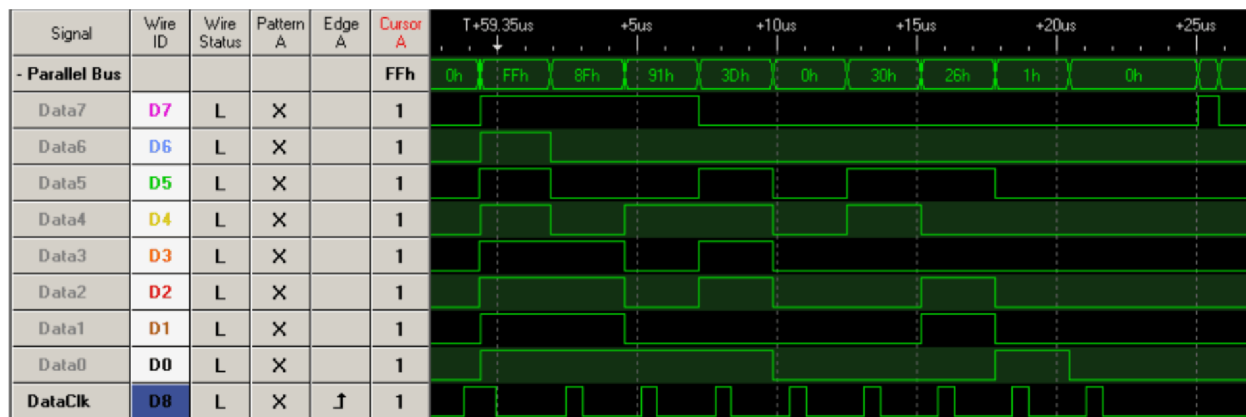 Signal Wire ID Wire Status Pattern A Edge A Cursor A T+59.35us +5us +10us +15us +20us +25us
- Parallel Bus FFh 0h FFh 8Fh 91h 3Dh 0h 30h 26h 1h 0h
Data7 D7 L X 1
Data6 D6 L X 1
Data5 D5 L X 1
Data4 D4 L X 1
Data3 D3 L X 1
Data2 D2 L X 1
Data1 D1 L X 1
Data0 D0 L X 1
DataClk D8 L X 1